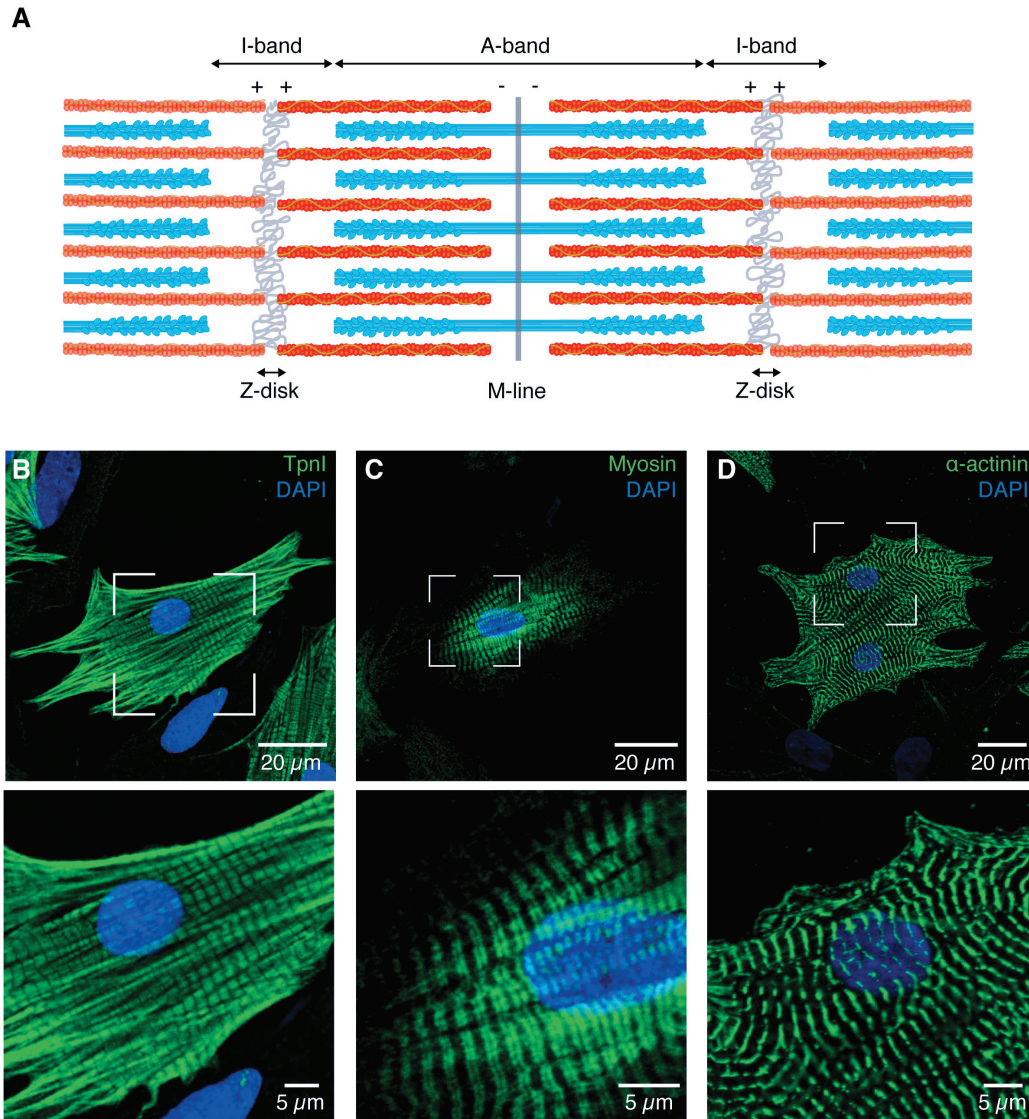 A
I-band A-band I-band
+ + - - + +
Z-disk M-line Z-disk
B TpnI
DAPI
20 µm
C Myosin
DAPI
20 µm
D α-actinin
DAPI
20 µm
5 µm
5 µm
5 µm